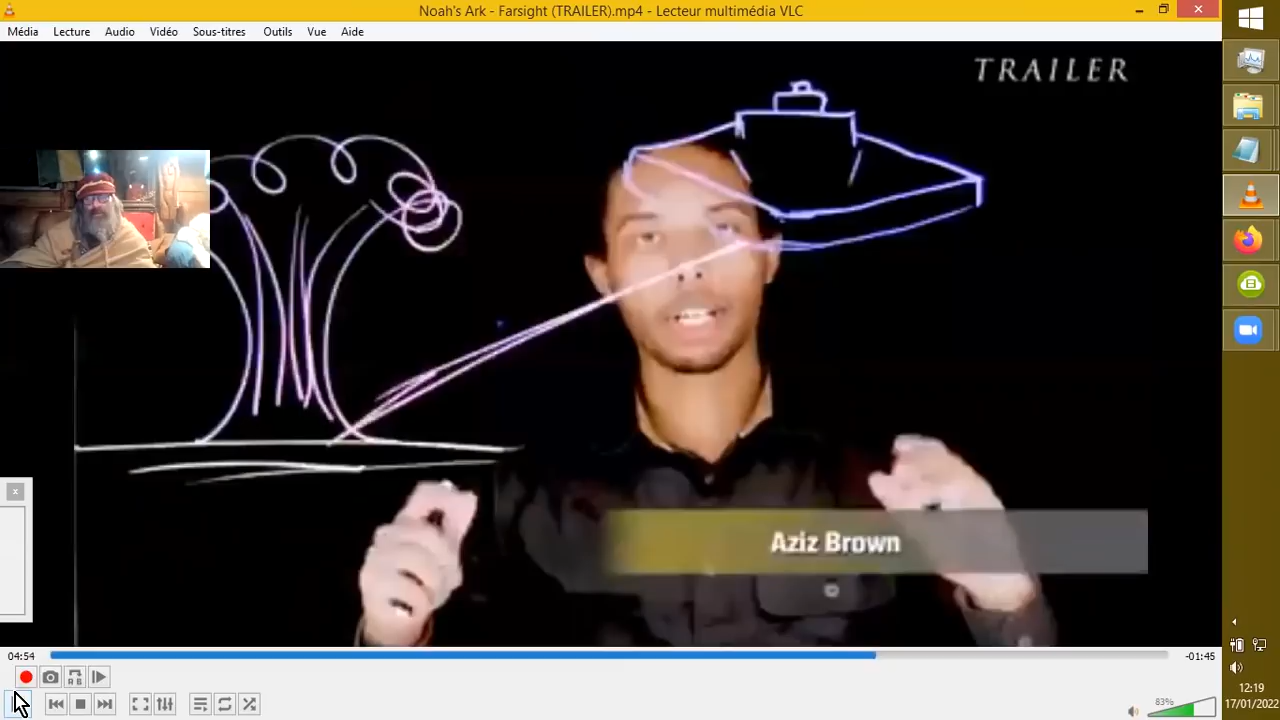 Noah's Ark - Farsight (TRAILER).mp4 - Lecteur multimédia VLC
Média Lecture Audio Vidéo Sous-titres Outils Vue Aide
TRAILER
Aziz Brown
04:54
-01:45
83%
12:19
17/01/2022